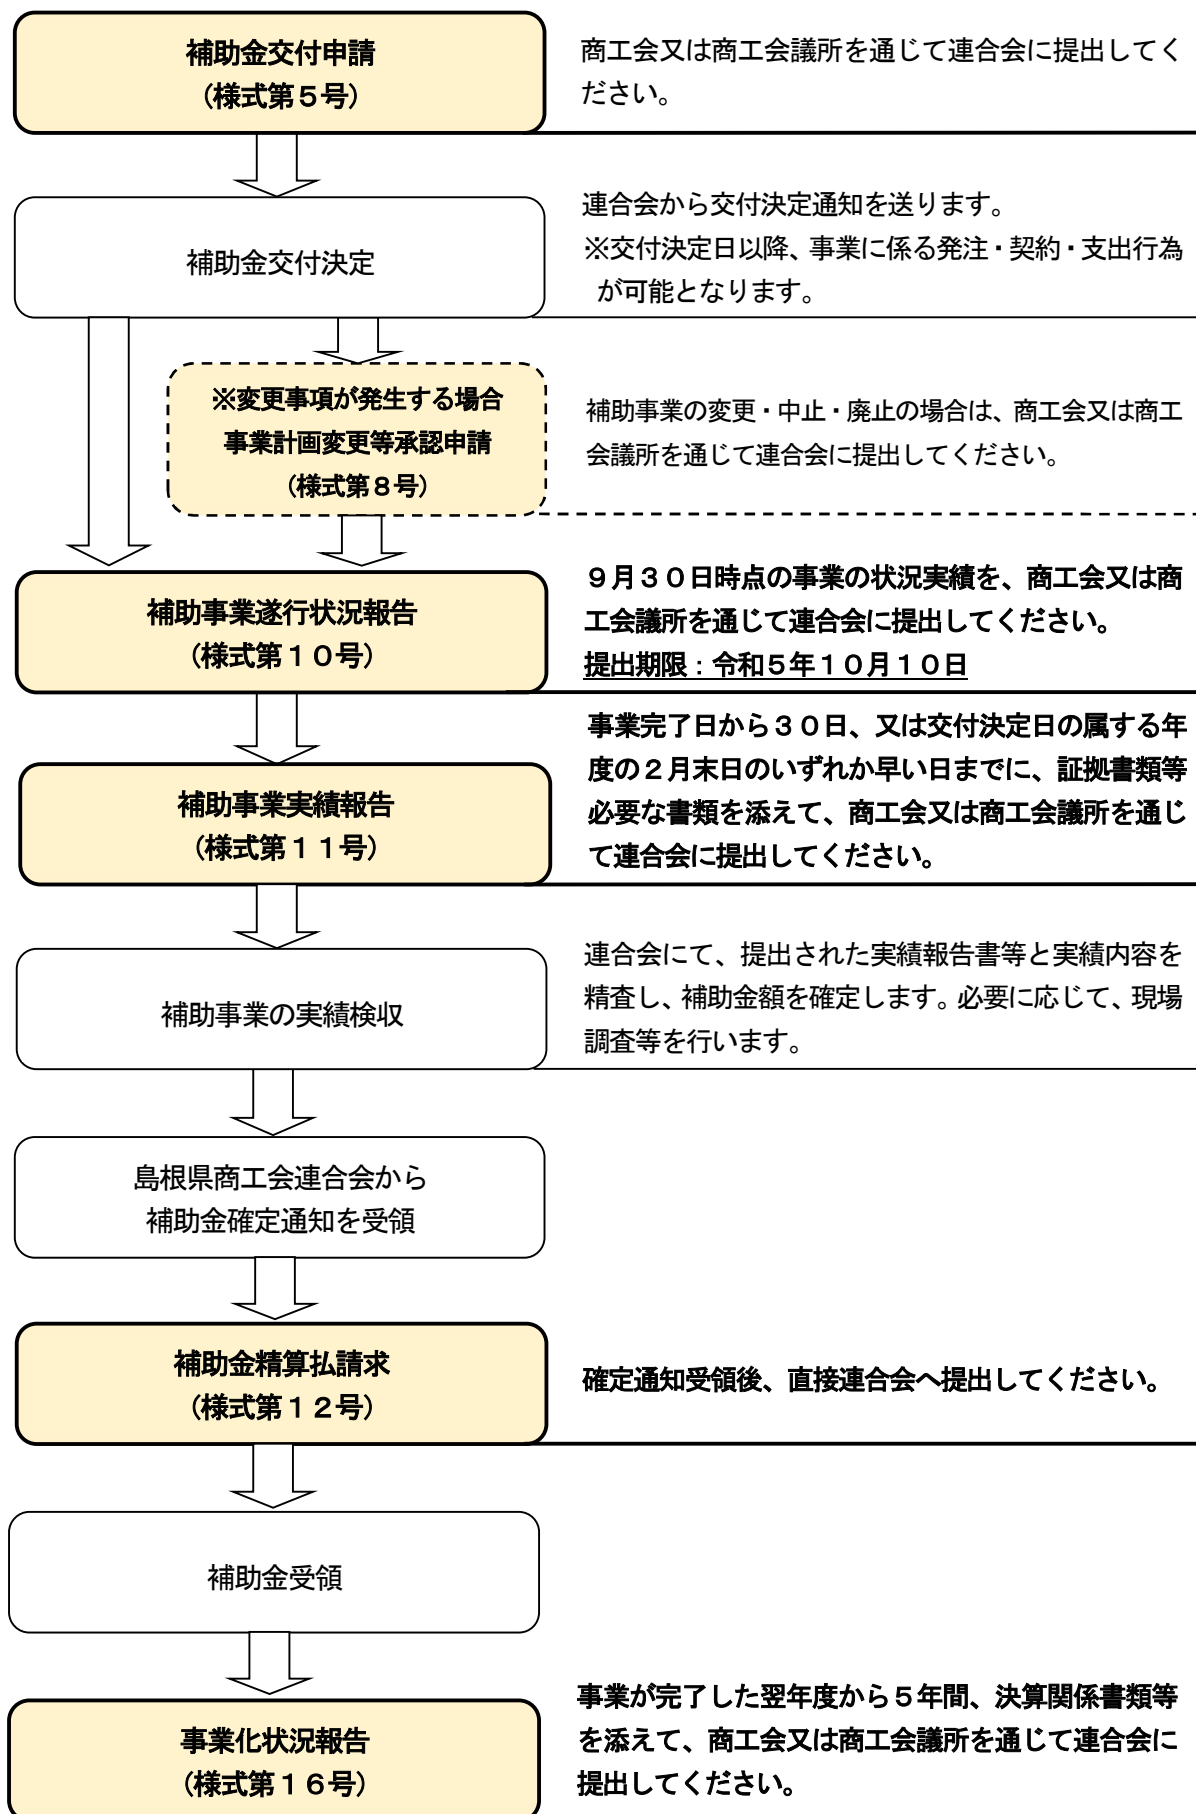 補助金交付申請
（様式第５号）
商工会又は商工会議所を通じて連合会に提出してく
ださい。
補助金交付決定
連合会から交付決定通知を送ります。
※交付決定日以降、事業に係る発注・契約・支出行為
が可能となります。
※変更事項が発生する場合
事業計画変更等承認申請
（様式第８号）
補助事業の変更・中止・廃止の場合は、商工会又は商工
会議所を通じて連合会に提出してください。
補助事業遂行状況報告
（様式第１０号）
９月３０日時点の事業の状況実績を、商工会又は商
工会議所を通じて連合会に提出してください。
提出期限：令和５年１０月１０日
補助事業実績報告
（様式第１１号）
事業完了日から３０日、又は交付決定日の属する年
度の２月末日のいずれか早い日までに、証拠書類等
必要な書類を添えて、商工会又は商工会議所を通じ
て連合会に提出してください。
補助事業の実績検収
連合会にて、提出された実績報告書等と実績内容を
精査し、補助金額を確定します。必要に応じて、現場
調査等を行います。
島根県商工会連合会から
補助金確定通知を受領
補助金精算払請求
（様式第１２号）
確定通知受領後、直接連合会へ提出してください。
補助金受領
事業化状況報告
（様式第１６号）
事業が完了した翌年度から５年間、決算関係書類等
を添えて、商工会又は商工会議所を通じて連合会に
提出してください。